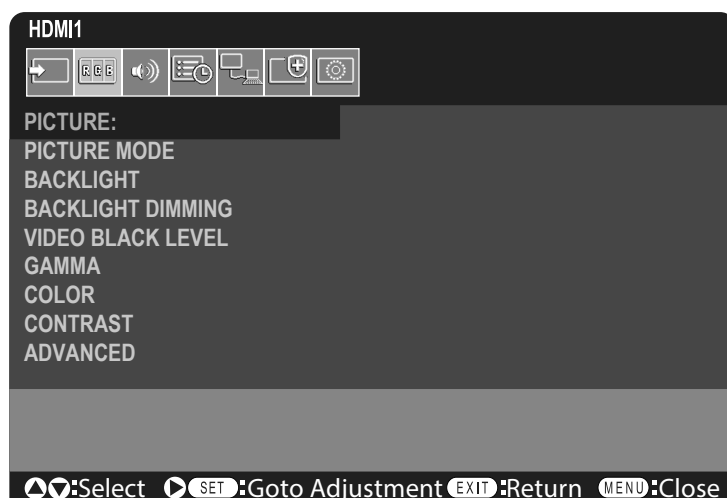 HDMI1
RGB
PICTURE:
PICTURE MODE
BACKLIGHT
BACKLIGHT DIMMING
VIDEO BLACK LEVEL
GAMMA
COLOR
CONTRAST
ADVANCED
:Select SET:Goto Adjustment EXIT:Return MENU:Close